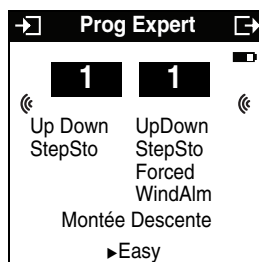 Prog Expert
1 1
Up Down UpDown
StepSto StepSto
Forced
WindAlm
Montée Descente
▸Easy